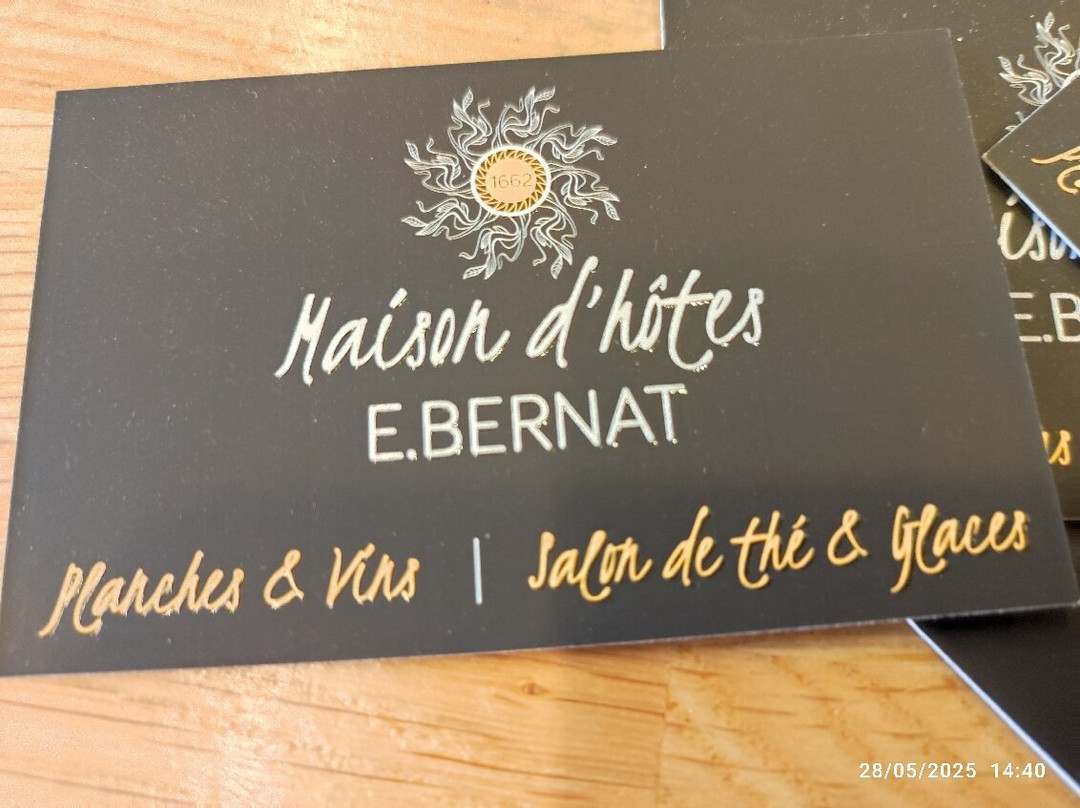 1662
Maison d'hôtes
E.BERNAT
Planches & Vins | Salon de thé & Glaces
E.B
28/05/2025 14:40